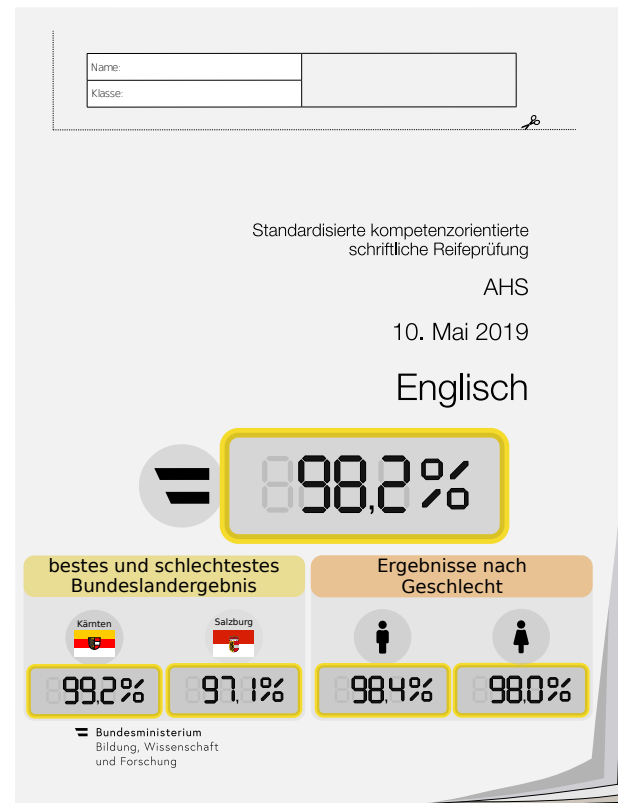 Name:
Klasse:
Standardisierte kompetenzorientierte
schriftliche Reifeprüfung
AHS
10. Mai 2019
Englisch
98,2%
bestes und schlechtestes
Bundeslandergebnis
Ergebnisse nach
Geschlecht
Kärnten
Salzburg
99,2%
97,1%
98,4%
98,0%
Bundesministerium
Bildung, Wissenschaft
und Forschung